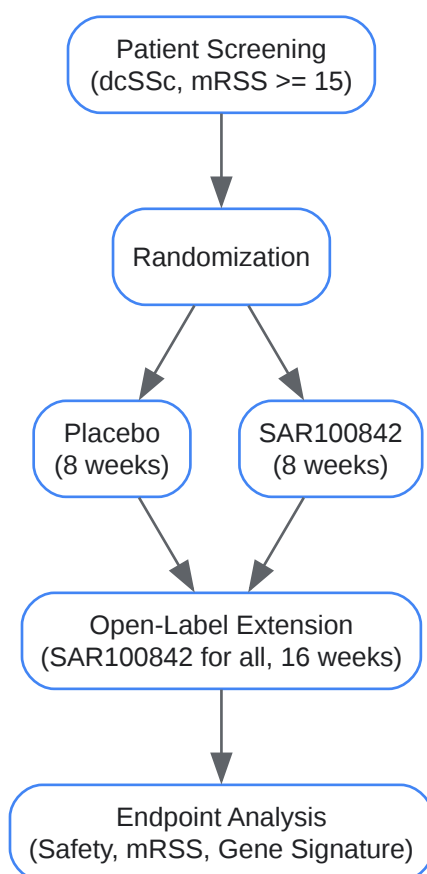 Patient Screening
(dcSSc, mRSS >= 15)
Randomization
Placebo
(8 weeks)
SAR100842
(8 weeks)
Open-Label Extension
(SAR100842 for all, 16 weeks)
Endpoint Analysis
(Safety, mRSS, Gene Signature)